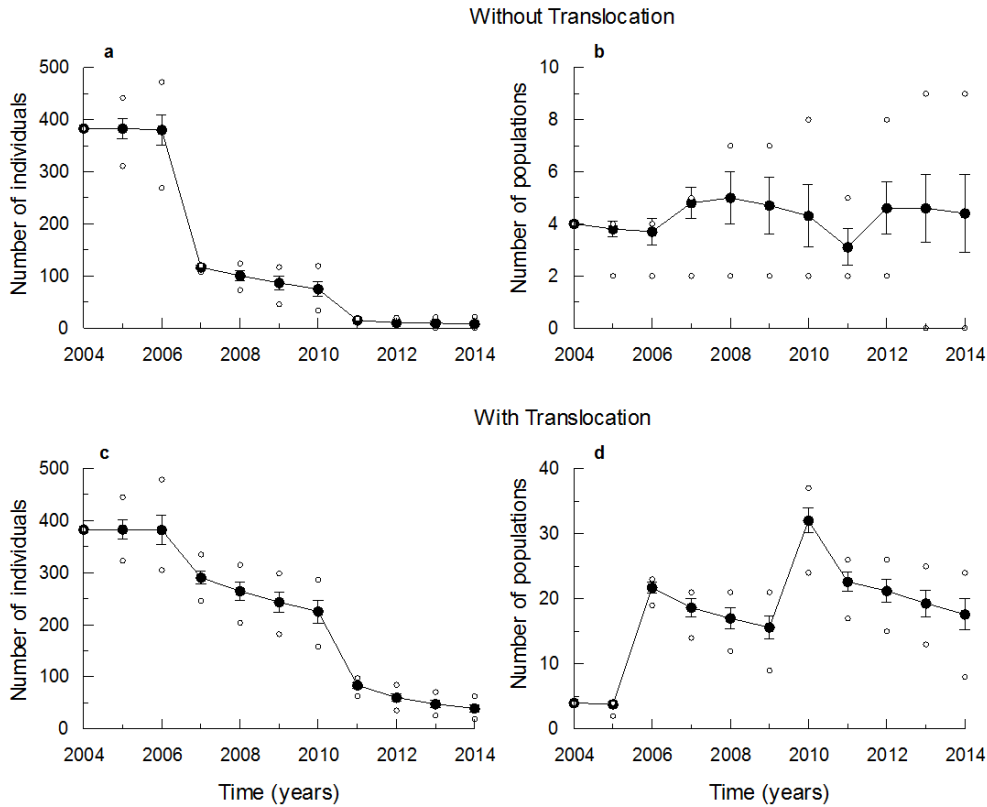 Without Translocation
a
b
Number of individuals
500
400
300
200
100
0
2004 2006 2008 2010 2012 2014
Number of populations
10
8
6
4
2
0
2004 2006 2008 2010 2012 2014
With Translocation
c
d
Number of individuals
500
400
300
200
100
0
2004 2006 2008 2010 2012 2014
Time (years)
Number of populations
40
30
20
10
0
2004 2006 2008 2010 2012 2014
Time (years)